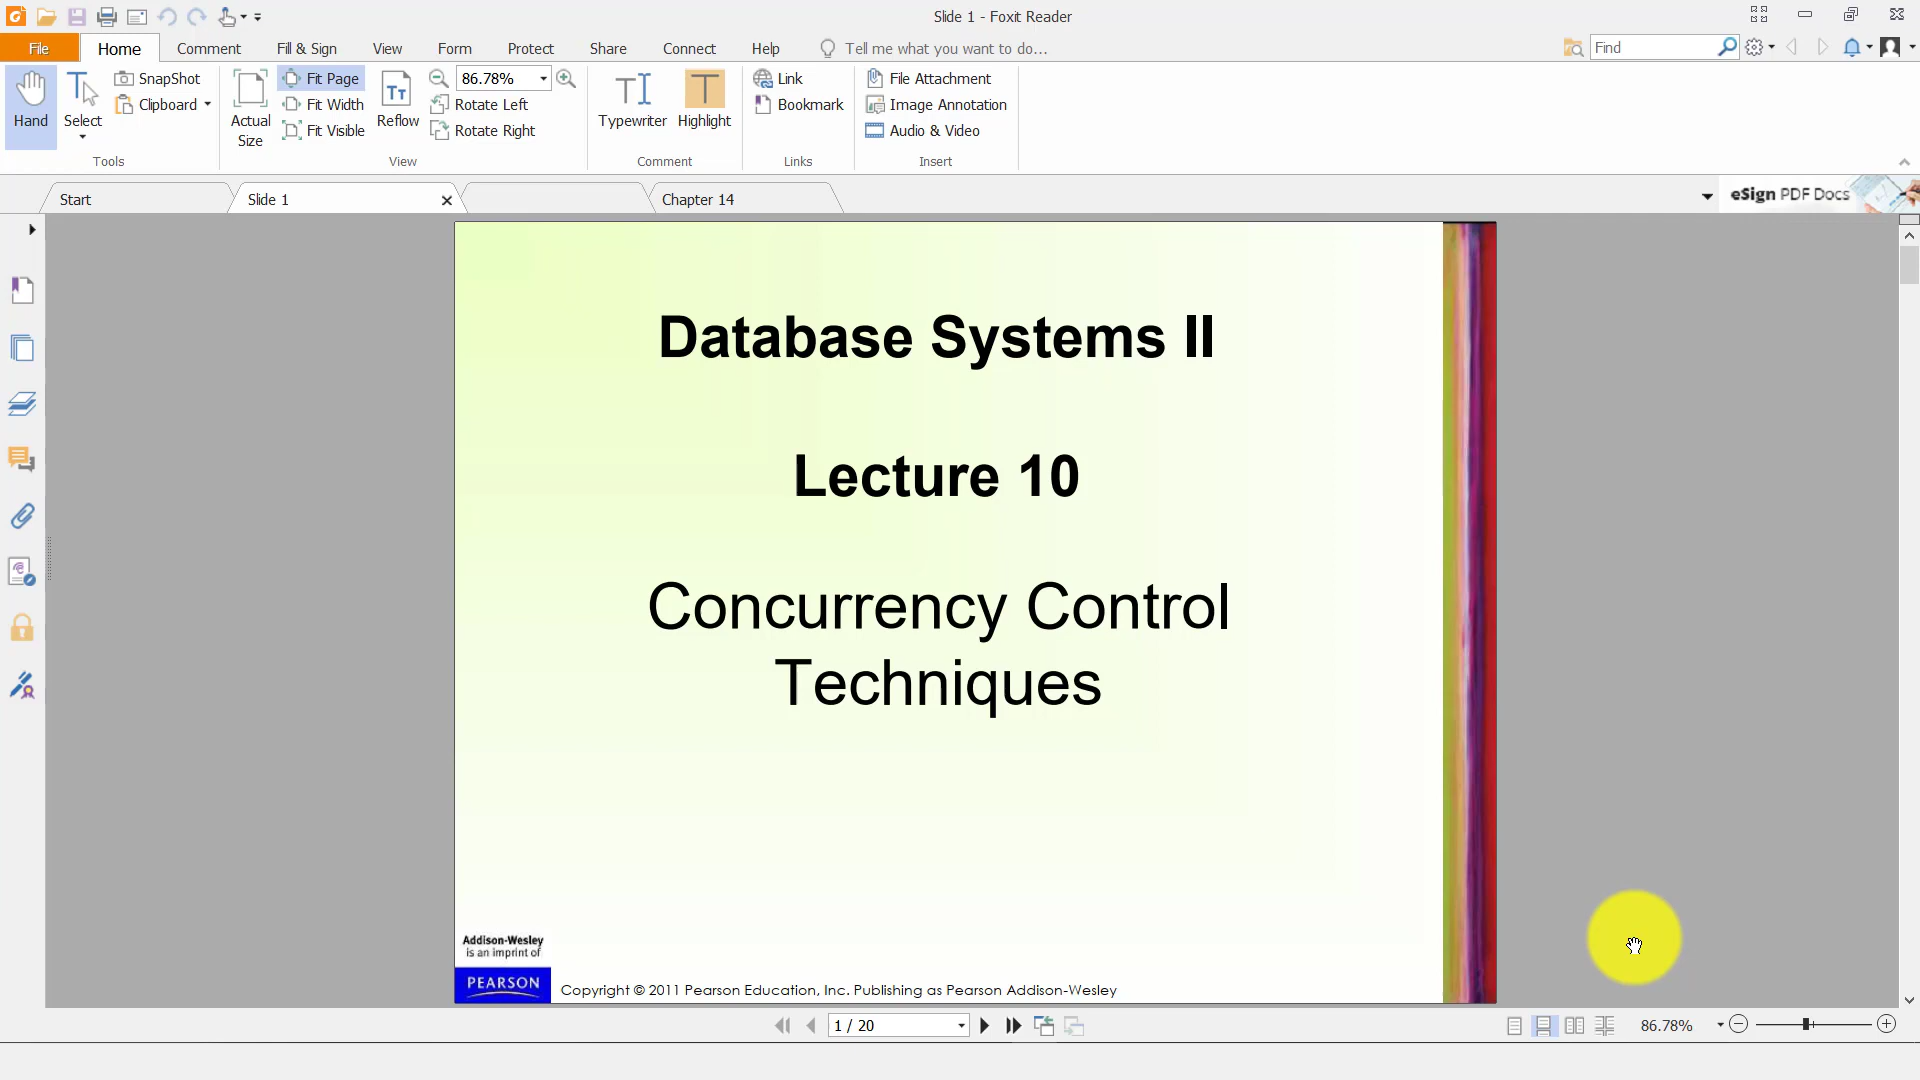 Slide 1 - Foxit Reader
File Home Comment Fill & Sign View Form Protect Share Connect Help Tell me what you want to do... Find
Hand
Select
SnapShot
Clipboard
Tools
Actual
Size
Fit Page
Fit Width
Fit Visible
Reflow
86.78%
Rotate Left
Rotate Right
View
Typewriter
Highlight
Comment
Link
Bookmark
Links
File Attachment
Image Annotation
Audio & Video
Insert
Start Slide 1 Chapter 14
eSign PDF Docs
Database Systems II
Lecture 10
Concurrency Control
Techniques
Addison-Wesley
is an imprint of
PEARSON
Copyright © 2011 Pearson Education, Inc. Publishing as Pearson Addison-Wesley
1 / 20
86.78%